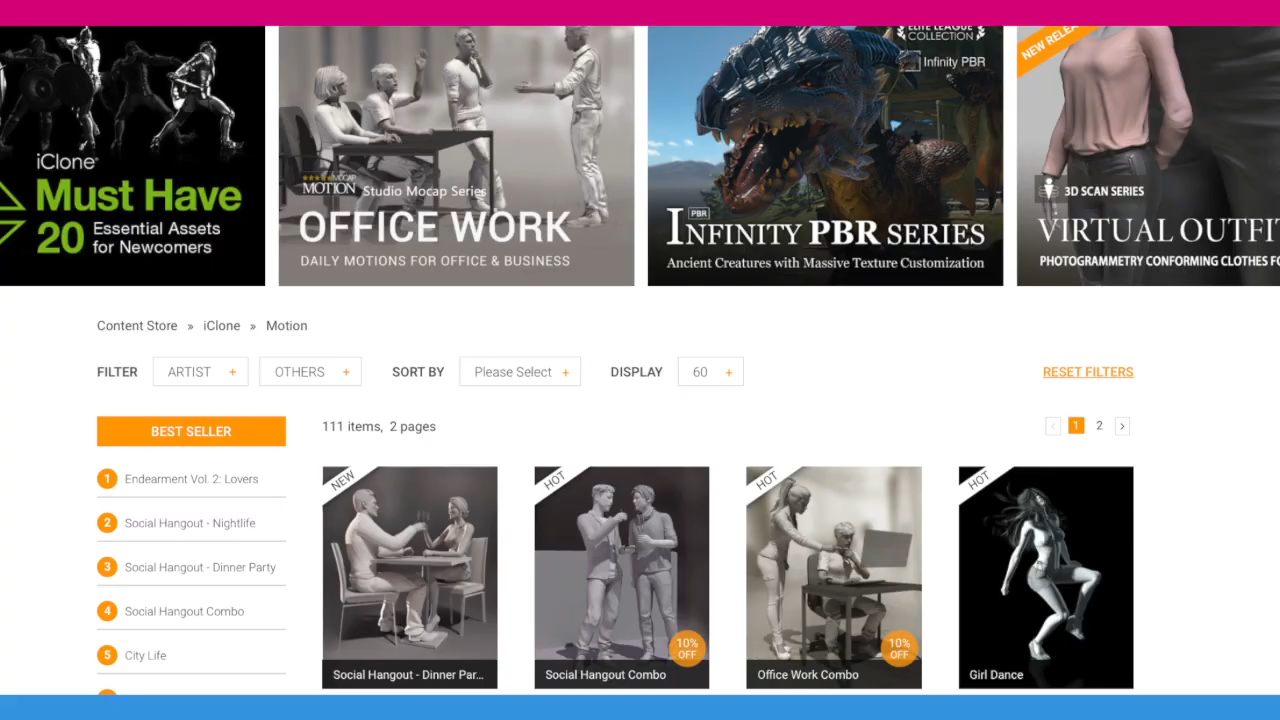 iClone®
Must Have
20 Essential Assets
for Newcomers
MOCAP
MOTION Studio Mocap Series
OFFICE WORK
DAILY MOTIONS FOR OFFICE & BUSINESS
ELITE LEAGUE
COLLECTION
Infinity PBR
PBR
INFINITY PBR SERIES
Ancient Creatures with Massive Texture Customization
3D SCAN SERIES
VIRTUAL
PHOTOGRAMMETRY CONFORMING CLOTHES
Content Store » iClone » Motion
FILTER ARTIST + OTHERS + SORT BY Please Select + DISPLAY 60 + RESET FILTERS
BEST SELLER
111 items, 2 pages
< 1 2 >
1 Endearment Vol. 2: Lovers
2 Social Hangout - Nightlife
3 Social Hangout - Dinner Party
4 Social Hangout Combo
5 City Life
NEW
Social Hangout - Dinner Par...
HOT
10%
OFF
Social Hangout Combo
HOT
10%
OFF
Office Work Combo
HOT
Girl Dance